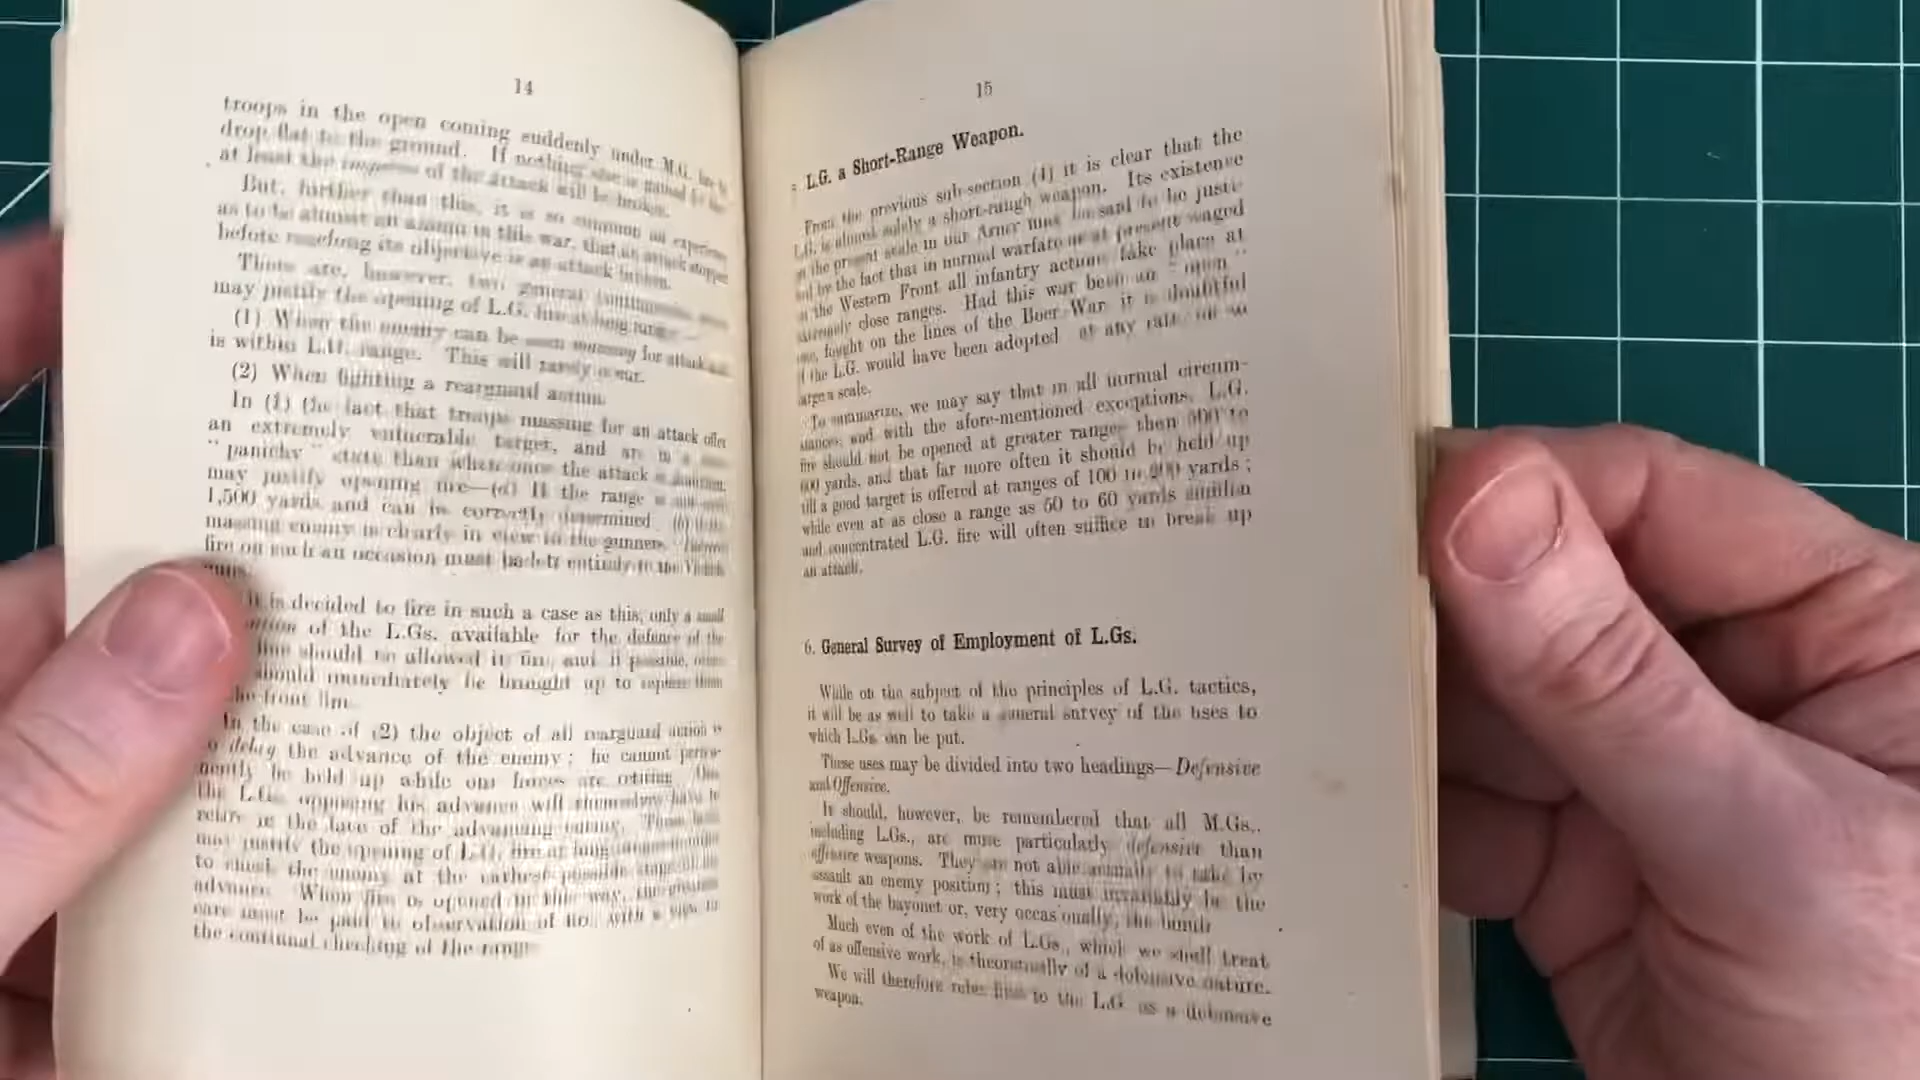 14
troops in the open coming suddenly under M.G. fire
drop flat to the ground. If nothing else is gained
at least the impetus of the attack will be broken.
But, further than this, it is so common an experience
as to be almost an axiom in this war, that an attack stopped
before reaching its objective is an attack broken.
There are, however, two general
may justify the opening of L.G. fire at long range
(1) When the enemy can be seen massing for attack
is within L.G. range. This will rarely occur.
(2) When fighting a rearguard action.
In (1) the fact that troops massing for an attack offer
an extremely vulnerable target, and are in a
"panicky" state than when once the attack is
may justify opening fire—(a) If the range is
1,500 yards and can be correctly determined. (b)
massing enemy is clearly in view to the gunners.
fire on such an occasion must be left entirely to the Vickers
guns.
it is decided to fire in such a case as this, only a small
of the L.Gs. available for the defence of the
line should be allowed to fire, and if possible,
should immediately be brought up to replace them
the front line.
In the case of (2) the object of all rearguard action is
to delay the advance of the enemy; he cannot
be held up while our forces are retiring.
the L.Gs. opposing his advance will themselves have to
retire in the face of the advancing enemy.
may justify the opening of L.G. fire at long
to check the enemy at the earliest possible stage of his
advance. When fire is opened in this way, the greatest
care must be paid to observation of fire, with a view to
the continual checking of the range
15
L.G. a Short-Range Weapon.
From the previous sub-section (4) it is clear that the
L.G. is almost solely a short-range weapon. Its existence
on the present scale in our Army may be said to be justi-
fied by the fact that in normal warfare as at present waged
on the Western Front all infantry actions take place at
extremely close ranges. Had this war been an "open"
one, fought on the lines of the Boer War it is doubtful
if the L.G. would have been adopted at any rate on so
large a scale.
To summarize, we may say that in all normal circum-
stances, and with the afore-mentioned exceptions, L.G.
fire should not be opened at greater ranges than 500 to
600 yards, and that far more often it should be held up
till a good target is offered at ranges of 100 to 200 yards;
while even at as close a range as 50 to 60 yards sudden
and concentrated L.G. fire will often suffice to break up
an attack.
6. General Survey of Employment of L.Gs.
While on the subject of the principles of L.G. tactics,
it will be as well to take a general survey of the uses to
which L.Gs. can be put.
These uses may be divided into two headings—Defensive
and Offensive.
It should, however, be remembered that all M.Gs.,
including L.Gs., are more particularly defensive than
offensive weapons. They are not able actually to take by
assault an enemy position; this must invariably be the
work of the bayonet or, very occasionally, the bomb.
Much even of the work of L.Gs., which we shall treat
of as offensive work, is theoretically of a defensive nature.
We will therefore refer first to the L.G. as a defensive
weapon.